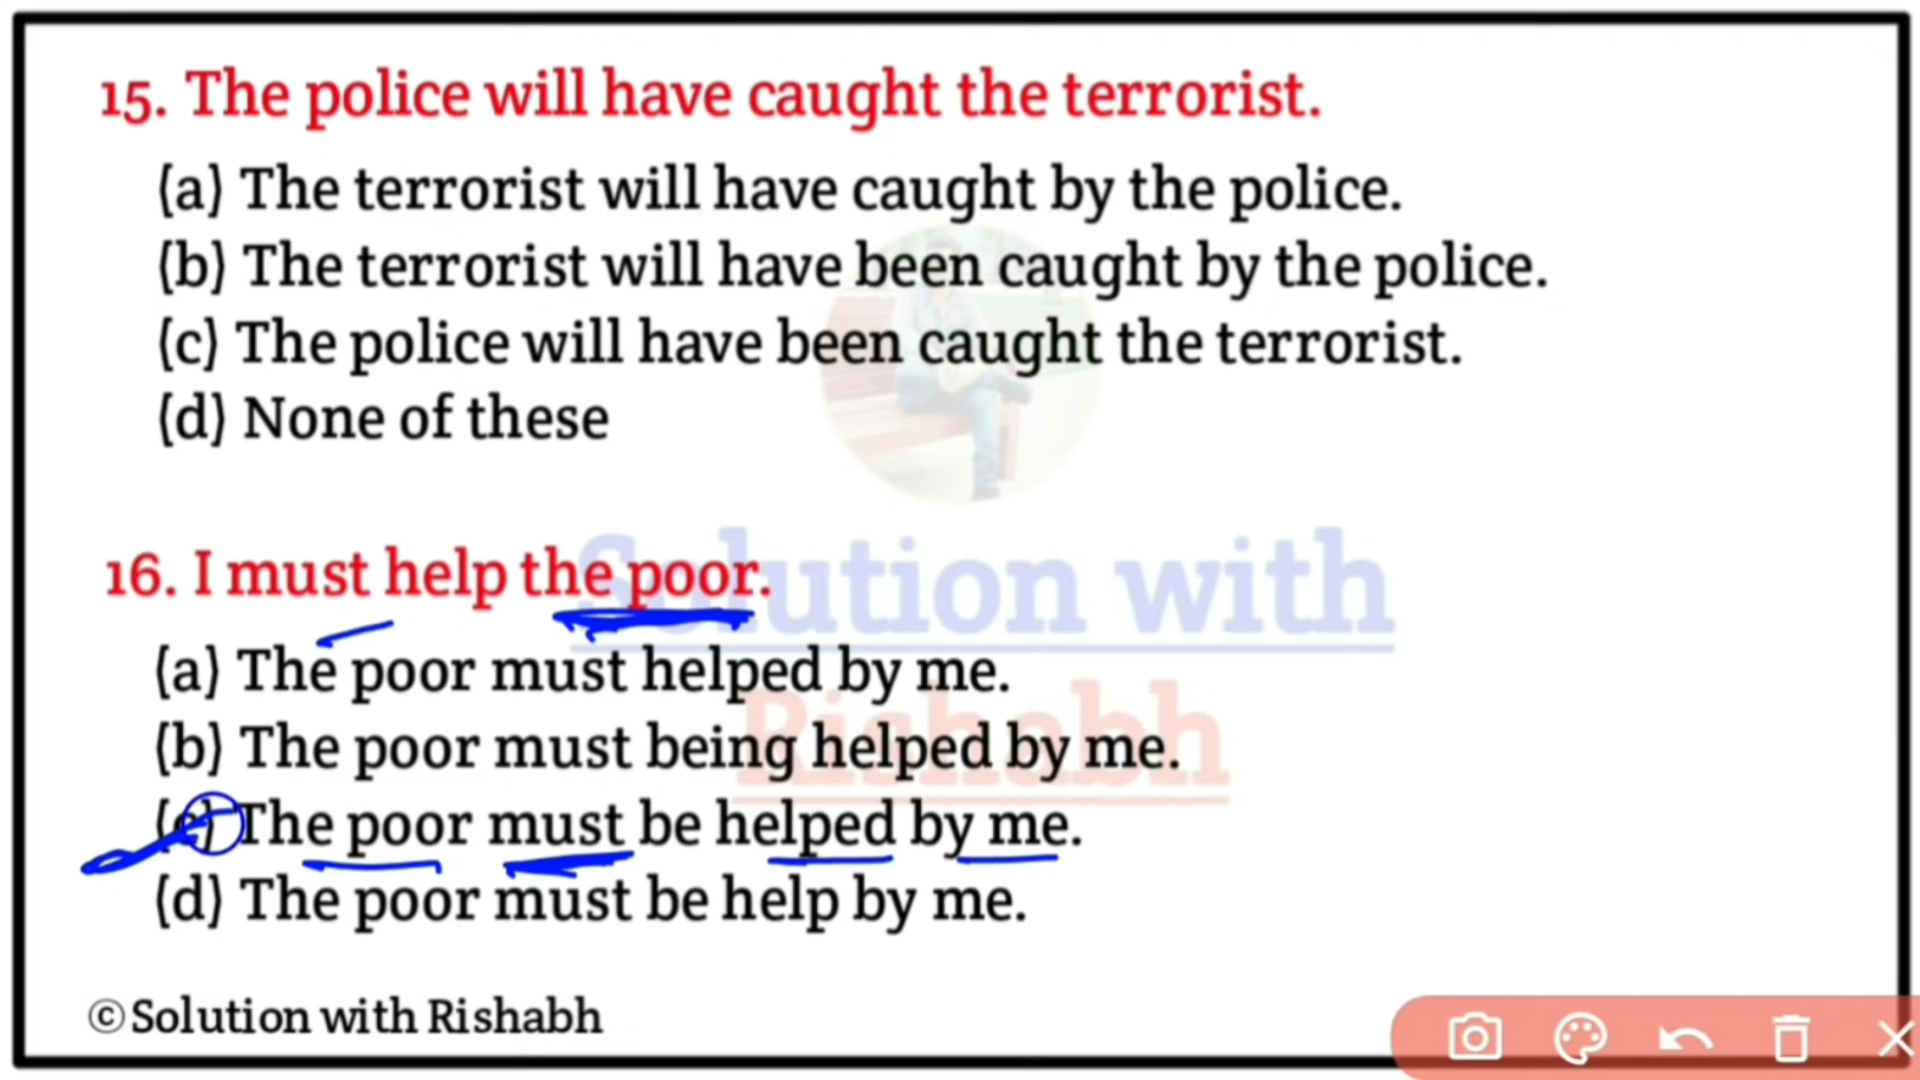 15. The police will have caught the terrorist.
(a) The terrorist will have caught by the police.
(b) The terrorist will have been caught by the police.
(c) The police will have been caught the terrorist.
(d) None of these
16. I must help the poor.
Solution with
Rishabh
(a) The poor must helped by me.
(b) The poor must being helped by me.
(c) The poor must be helped by me.
(d) The poor must be help by me.
©Solution with Rishabh